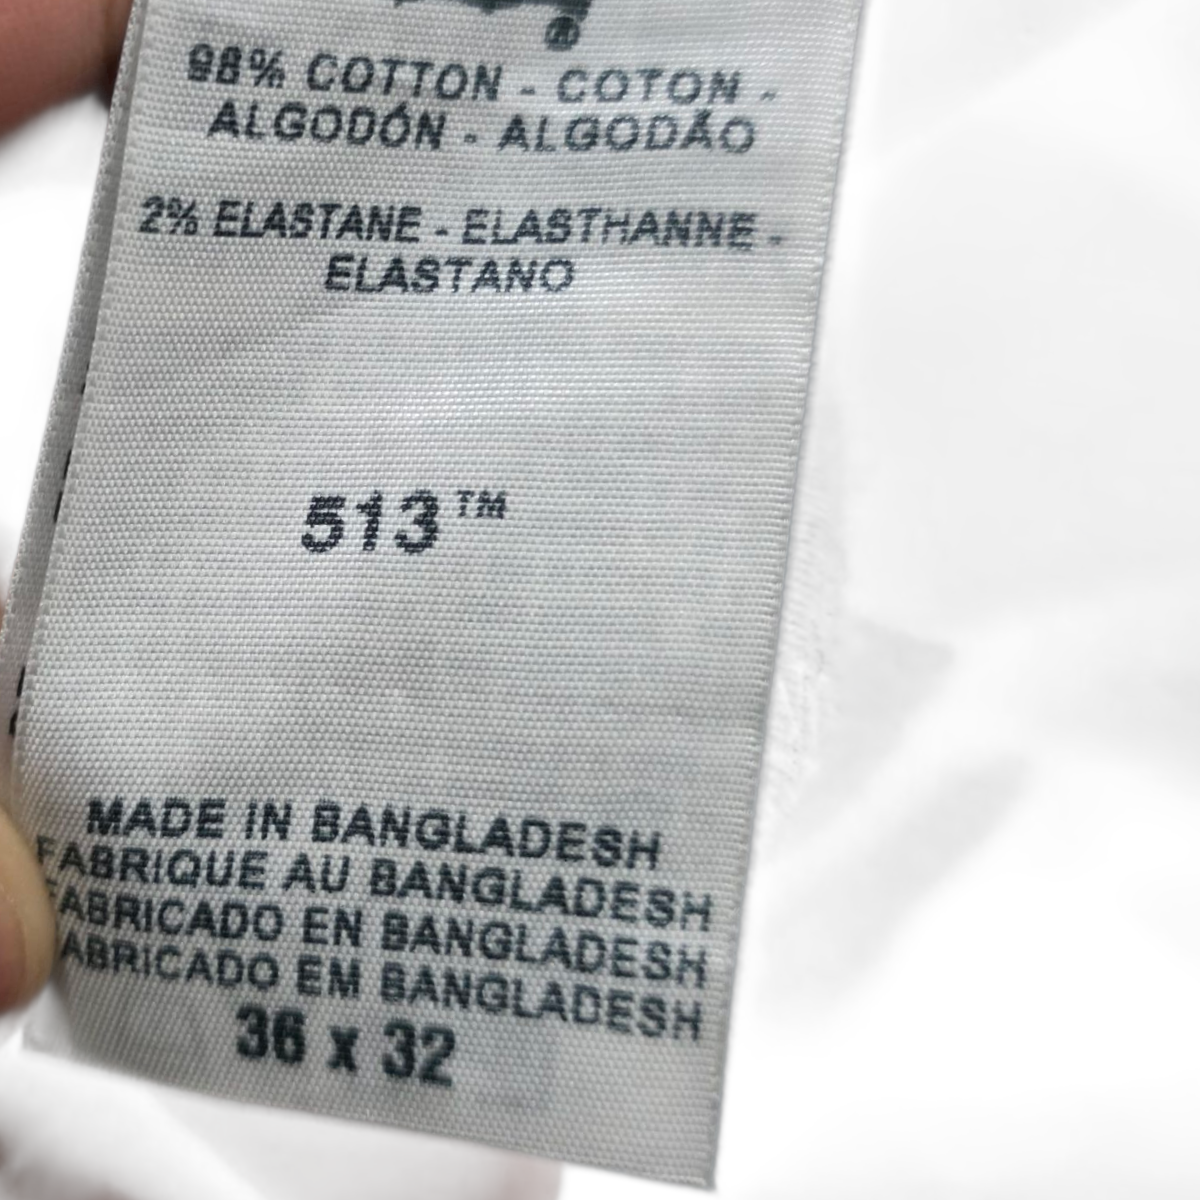 98% COTTON - COTON -
ALGODÓN - ALGODÃO
2% ELASTANE - ELASTHANNE -
ELASTANO
513™
MADE IN BANGLADESH
FABRIQUE AU BANGLADESH
FABRICADO EN BANGLADESH
FABRICADO EM BANGLADESH
36 x 32